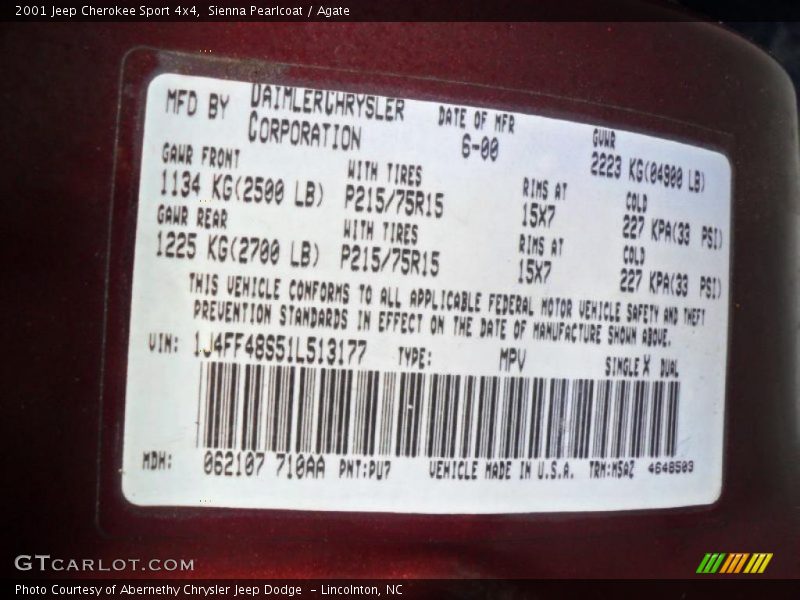 2001 Jeep Cherokee Sport 4x4,  Sienna Pearlcoat / Agate
MFD BY DAIMLERCHRYSLER CORPORATION
DATE OF MFR 6-00
GVWR 2223 KG(04900 LB)
GAWR FRONT
1134 KG(2500 LB)
WITH TIRES
P215/75R15
RIMS AT
15X7
COLD
227 KPA(33 PSI)
GAWR REAR
1225 KG(2700 LB)
WITH TIRES
P215/75R15
RIMS AT
15X7
COLD
227 KPA(33 PSI)
THIS VEHICLE CONFORMS TO ALL APPLICABLE FEDERAL MOTOR VEHICLE SAFETY AND THEFT
PREVENTION STANDARDS IN EFFECT ON THE DATE OF MANUFACTURE SHOWN ABOVE.
VIN: 1J4FF48S51L513177 TYPE: MPV SINGLE X DUAL
MDH: 062107 710AA PNT:PU7 VEHICLE MADE IN U.S.A. TRM:M5AZ 4648503
GTCARLOT.COM
Photo Courtesy of Abernethy Chrysler Jeep Dodge  - Lincolnton, NC